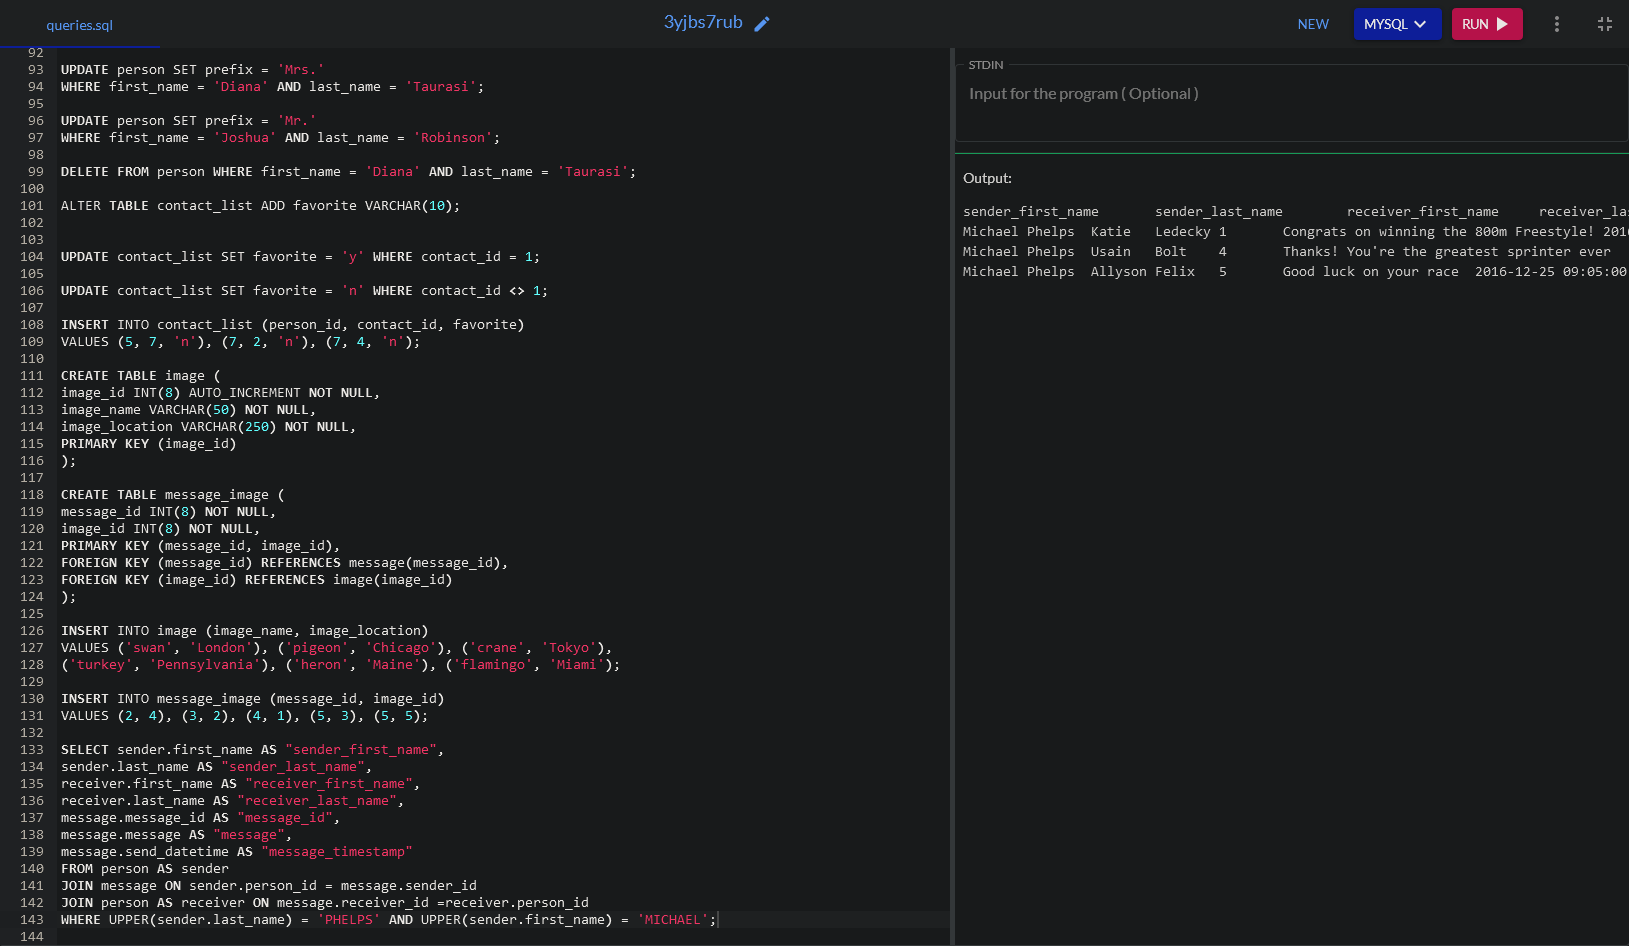 queries.sql
3yjbs7rub
NEW
MYSQL
RUN
92
93 UPDATE person SET prefix = 'Mrs.'
94 WHERE first_name = 'Diana' AND last_name = 'Taurasi';
95
96 UPDATE person SET prefix = 'Mr.'
97 WHERE first_name = 'Joshua' AND last_name = 'Robinson';
98
99 DELETE FROM person WHERE first_name = 'Diana' AND last_name = 'Taurasi';
100
101 ALTER TABLE contact_list ADD favorite VARCHAR(10);
102
103
104 UPDATE contact_list SET favorite = 'y' WHERE contact_id = 1;
105
106 UPDATE contact_list SET favorite = 'n' WHERE contact_id <> 1;
107
108 INSERT INTO contact_list (person_id, contact_id, favorite)
109 VALUES (5, 7, 'n'), (7, 2, 'n'), (7, 4, 'n');
110
111 CREATE TABLE image (
112 image_id INT(8) AUTO_INCREMENT NOT NULL,
113 image_name VARCHAR(50) NOT NULL,
114 image_location VARCHAR(250) NOT NULL,
115 PRIMARY KEY (image_id)
116 );
117
118 CREATE TABLE message_image (
119 message_id INT(8) NOT NULL,
120 image_id INT(8) NOT NULL,
121 PRIMARY KEY (message_id, image_id),
122 FOREIGN KEY (message_id) REFERENCES message(message_id),
123 FOREIGN KEY (image_id) REFERENCES image(image_id)
124 );
125
126 INSERT INTO image (image_name, image_location)
127 VALUES ('swan', 'London'), ('pigeon', 'Chicago'), ('crane', 'Tokyo'),
128 ('turkey', 'Pennsylvania'), ('heron', 'Maine'), ('flamingo', 'Miami');
129
130 INSERT INTO message_image (message_id, image_id)
131 VALUES (2, 4), (3, 2), (4, 1), (5, 3), (5, 5);
132
133 SELECT sender.first_name AS "sender_first_name",
134 sender.last_name AS "sender_last_name",
135 receiver.first_name AS "receiver_first_name",
136 receiver.last_name AS "receiver_last_name",
137 message.message_id AS "message_id",
138 message.message AS "message",
139 message.send_datetime AS "message_timestamp"
140 FROM person AS sender
141 JOIN message ON sender.person_id = message.sender_id
142 JOIN person AS receiver ON message.receiver_id =receiver.person_id
143 WHERE UPPER(sender.last_name) = 'PHELPS' AND UPPER(sender.first_name) = 'MICHAEL';
144
STDIN
Input for the program ( Optional )
Output:
sender_first_name sender_last_name receiver_first_name receiver_las
Michael Phelps Katie Ledecky 1 Congrats on winning the 800m Freestyle! 2016
Michael Phelps Usain Bolt 4 Thanks! You're the greatest sprinter ever
Michael Phelps Allyson Felix 5 Good luck on your race 2016-12-25 09:05:00